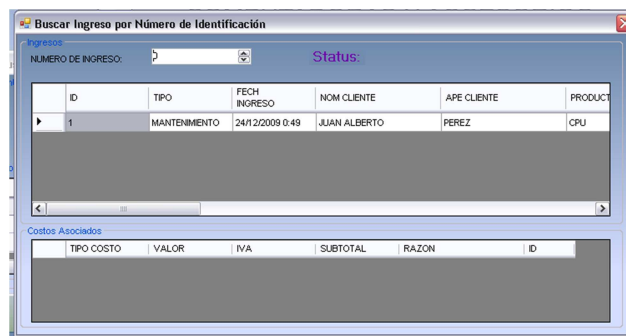 Buscar Ingreso por Número de Identificación
Ingresos
NUMERO DE INGRESO:
Status:
ID TIPO FECH INGRESO NOM CLIENTE APE CLIENTE PRODUCT
1 MANTENIMIENTO 24/12/2009 0:49 JUAN ALBERTO PEREZ CPU
Costos Asociados
TIPO COSTO VALOR IVA SUBTOTAL RAZON ID